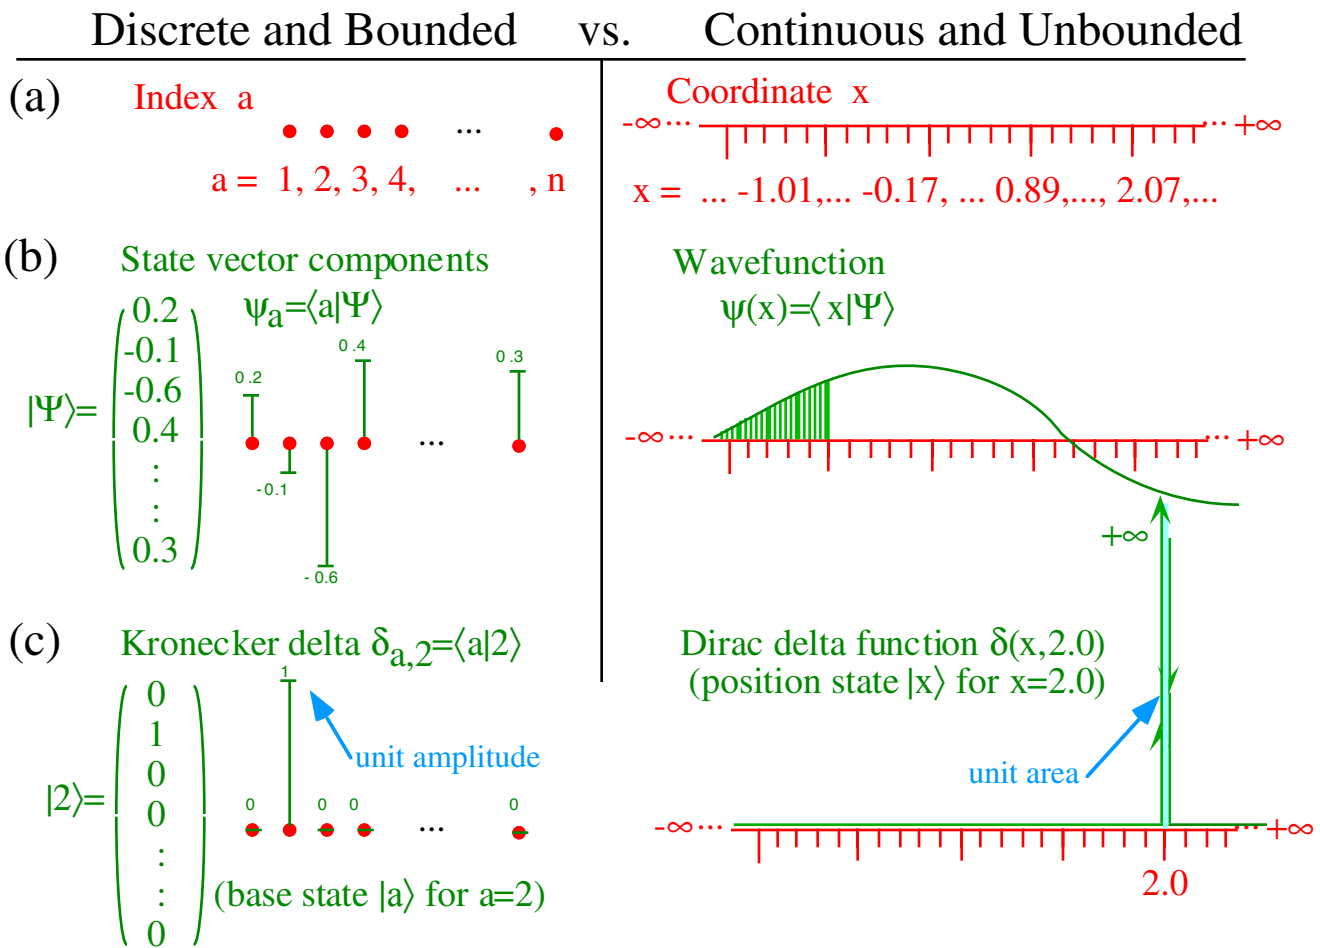 Discrete and Bounded vs. Continuous and Unbounded
(a)
Index a
...
a = 1, 2, 3, 4, ... , n
Coordinate x
-∞... ... +∞
x = ... -1.01,... -0.17, ... 0.89,..., 2.07,...
(b)
State vector components
ψa=⟨a|Ψ⟩
|Ψ⟩=
0.2
-0.1
-0.6
0.4
:
:
0.3
0.2
-0.1
-0.6
0.4
...
0.3
Wavefunction
ψ(x)=⟨x|Ψ⟩
-∞... ... +∞
+∞
(c)
Kronecker delta δa,2=⟨a|2⟩
|2⟩=
0
1
0
0
:
:
0
1
unit amplitude
0 0 0 ... 0
(base state |a⟩ for a=2)
Dirac delta function δ(x,2.0)
(position state |x⟩ for x=2.0)
unit area
-∞... ... +∞
2.0